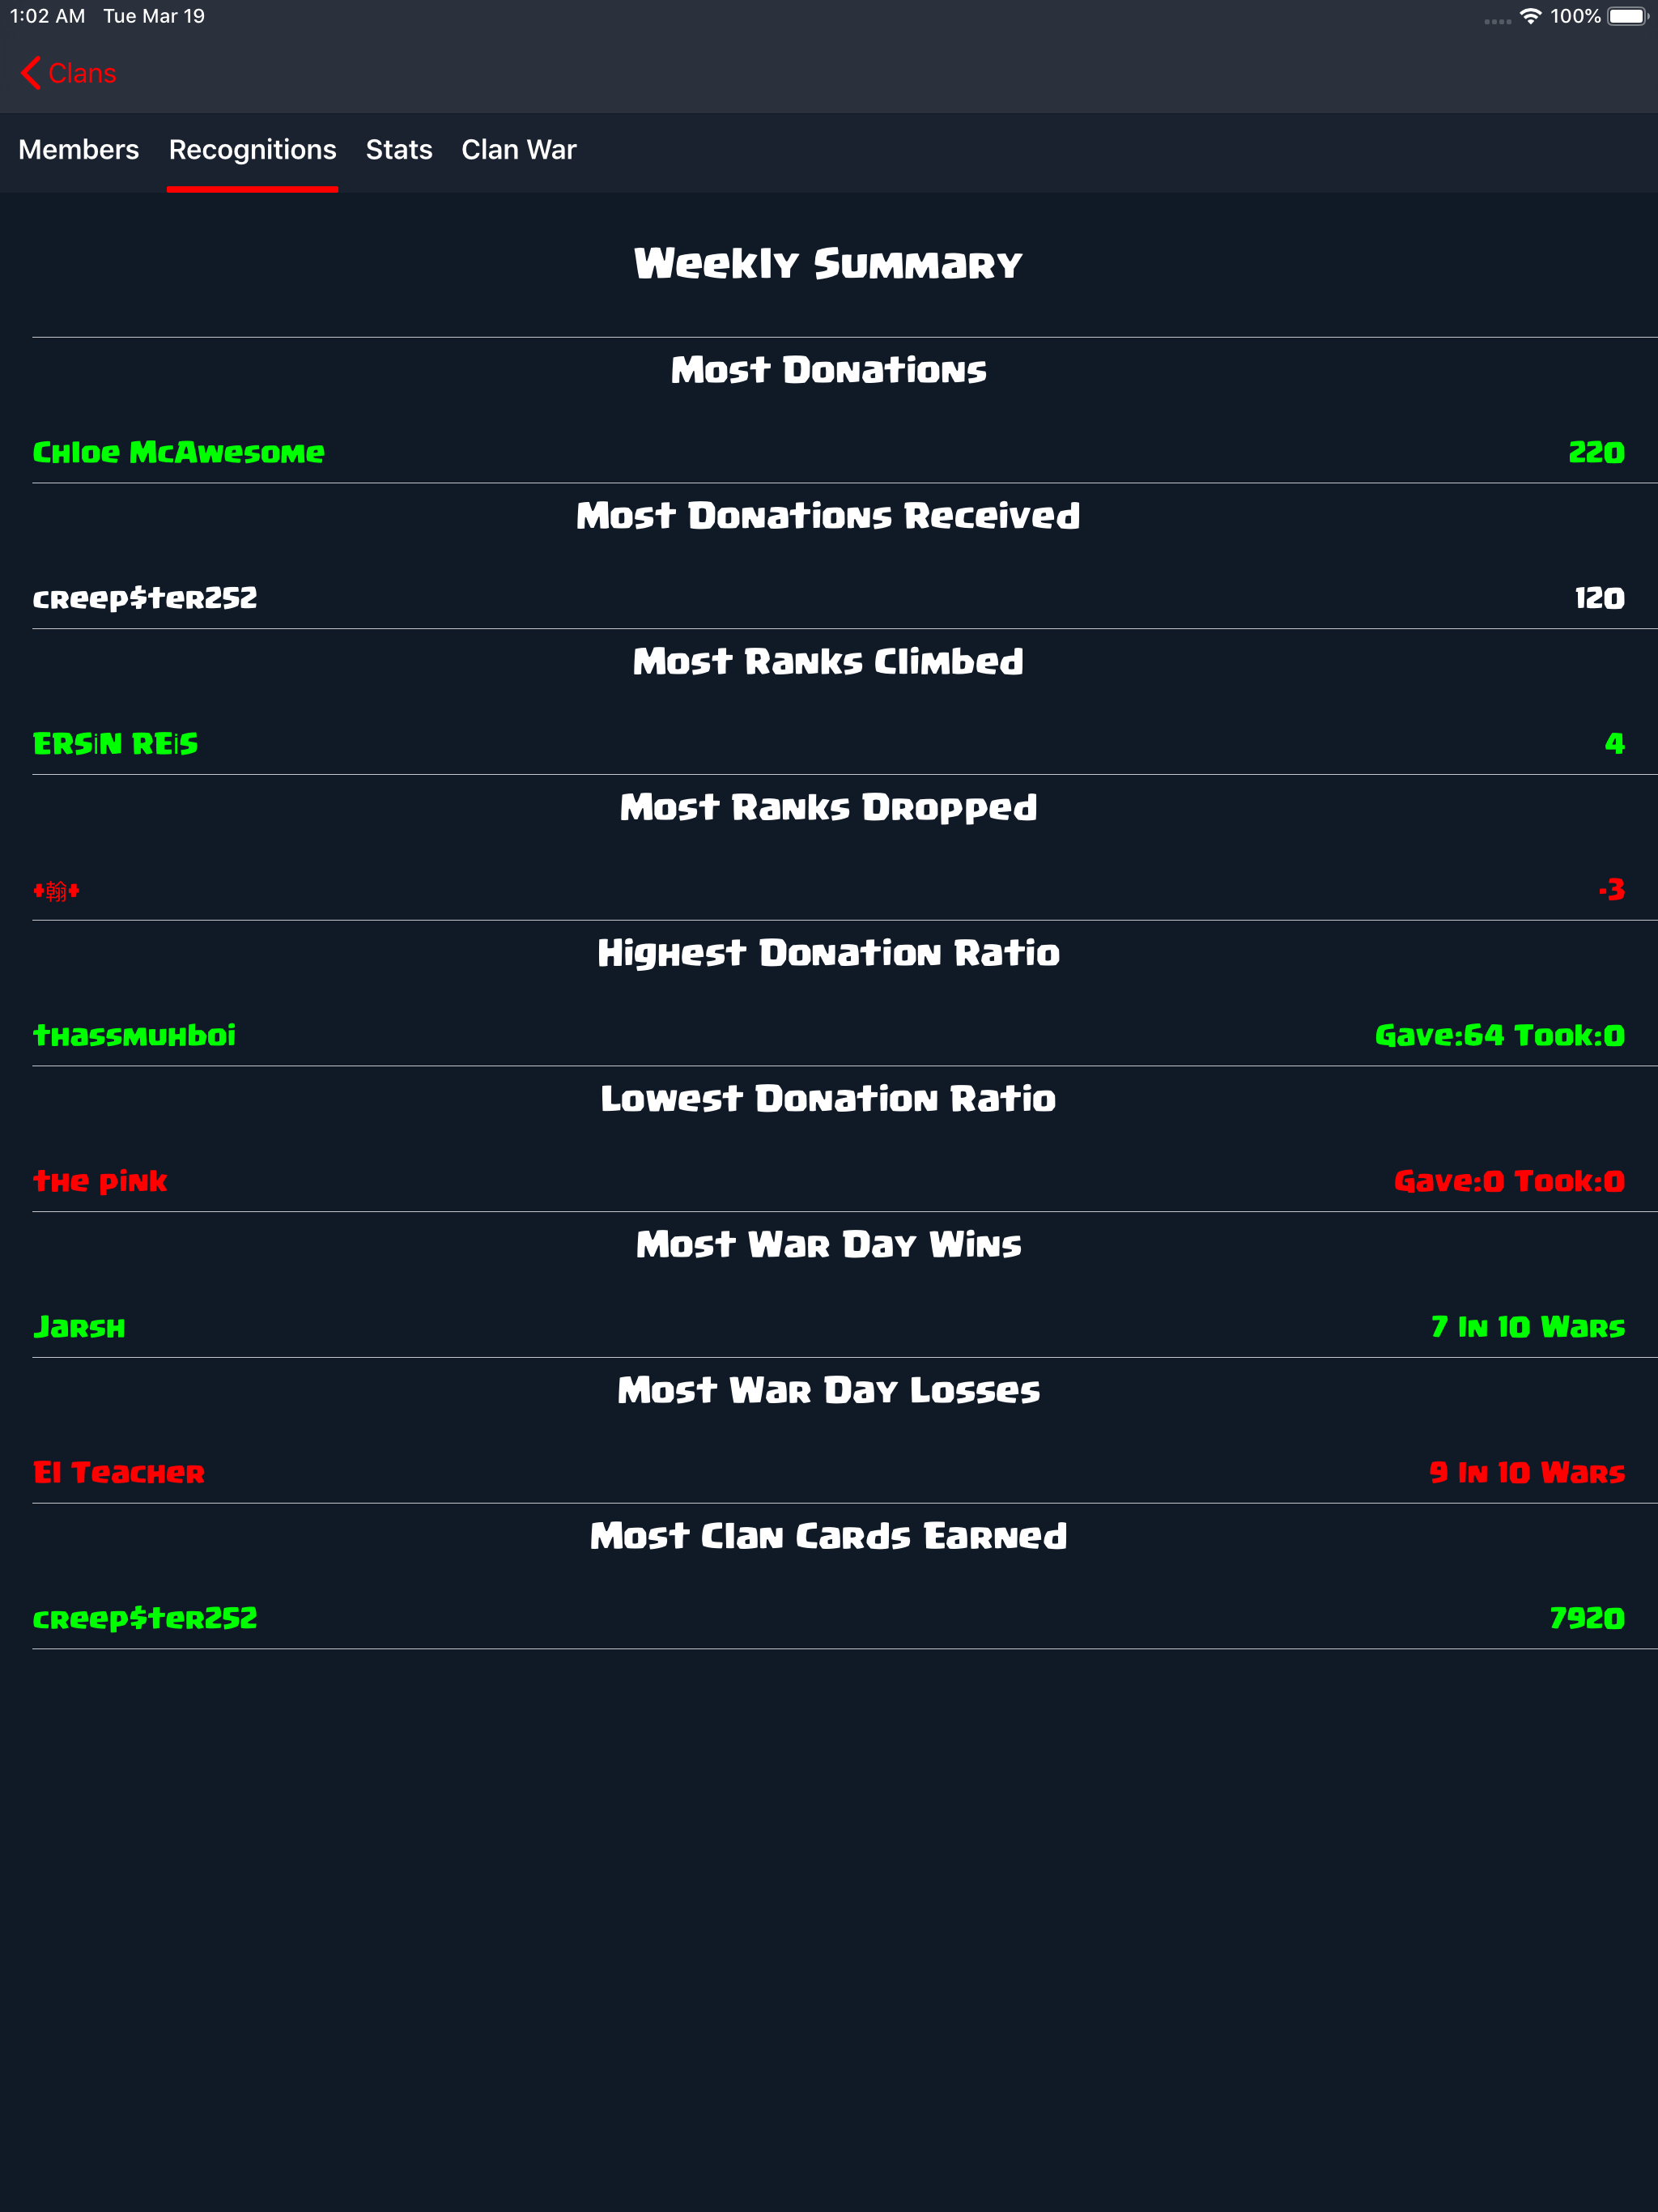 1:02 AM Tue Mar 19 100%
Clans
Members Recognitions Stats Clan War
Weekly Summary
Most Donations
Chloe McAwesome 220
Most Donations Received
creep$ter252 120
Most Ranks Climbed
ERSiN REiS 4
Most Ranks Dropped
♦翰♦ -3
Highest Donation Ratio
thassmuhboi Gave:64 Took:0
Lowest Donation Ratio
the pink Gave:0 Took:0
Most War Day Wins
Jarsh 7 In 10 Wars
Most War Day Losses
El Teacher 9 In 10 Wars
Most Clan Cards Earned
creep$ter252 7920